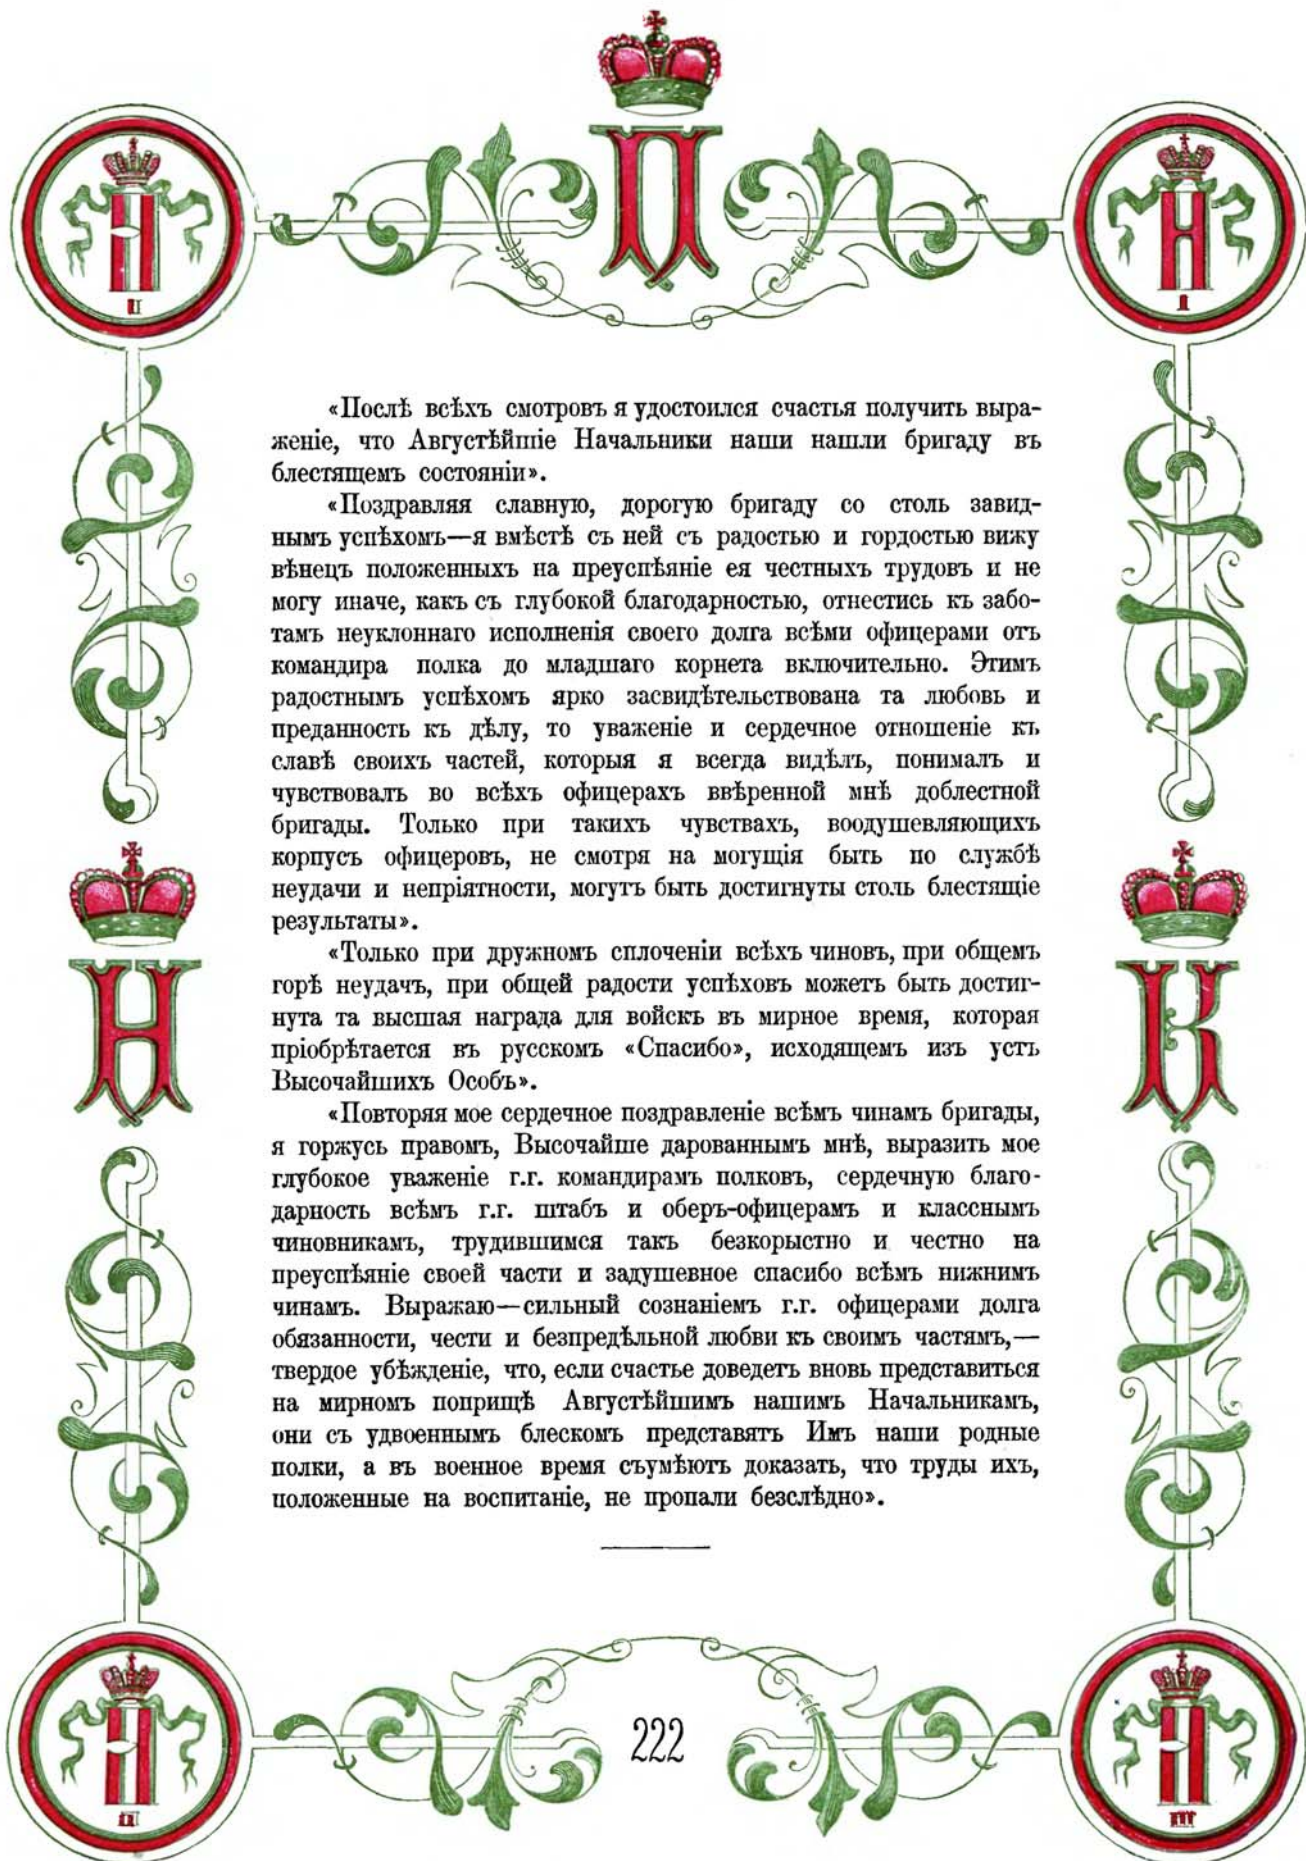 П
II
I
«Послѣ всѣхъ смотровъ я удостоился счастья получить выра-
женіе, что Августѣйшіе Начальники наши нашли бригаду въ
блестящемъ состояніи».
«Поздравляя славную, дорогую бригаду со столь завид-
нымъ успѣхомъ—я вмѣстѣ съ ней съ радостью и гордостью вижу
вѣнецъ положенныхъ на преуспѣяніе ея честныхъ трудовъ и не
могу иначе, какъ съ глубокой благодарностью, отнестись къ забо-
тамъ неуклоннаго исполненія своего долга всѣми офицерами отъ
командира полка до младшаго корнета включительно. Этимъ
радостнымъ успѣхомъ ярко засвидѣтельствована та любовь и
преданность къ дѣлу, то уваженіе и сердечное отношеніе къ
славѣ своихъ частей, которыя я всегда видѣлъ, понималъ и
чувствовалъ во всѣхъ офицерахъ ввѣренной мнѣ доблестной
бригады. Только при такихъ чувствахъ, воодушевляющихъ
корпусъ офицеровъ, не смотря на могущія быть по службѣ
неудачи и непріятности, могутъ быть достигнуты столь блестящіе
результаты».
«Только при дружномъ сплоченіи всѣхъ чиновъ, при общемъ
горѣ неудачъ, при общей радости успѣховъ можетъ быть достиг-
нута та высшая награда для войскъ въ мирное время, которая
пріобрѣтается въ русскомъ «Спасибо», исходящемъ изъ устъ
Высочайшихъ Особъ».
«Повторяя мое сердечное поздравленіе всѣмъ чинамъ бригады,
я горжусь правомъ, Высочайше дарованнымъ мнѣ, выразить мое
глубокое уваженіе г.г. командирамъ полковъ, сердечную благо-
дарность всѣмъ г.г. штабъ и оберъ-офицерамъ и класснымъ
чиновникамъ, трудившимся такъ безкорыстно и честно на
преуспѣяніе своей части и задушевное спасибо всѣмъ нижнимъ
чинамъ. Выражаю—сильный сознаніемъ г.г. офицерами долга
обязанности, чести и безпредѣльной любви къ своимъ частямъ,—
твердое убѣжденіе, что, если счастье доведетъ вновь представиться
на мирномъ поприщѣ Августѣйшимъ нашимъ Начальникамъ,
они съ удвоеннымъ блескомъ представятъ Имъ наши родные
полки, а въ военное время съумѣютъ доказать, что труды ихъ,
положенные на воспитаніе, не пропали безслѣдно».
Н
К
III
222